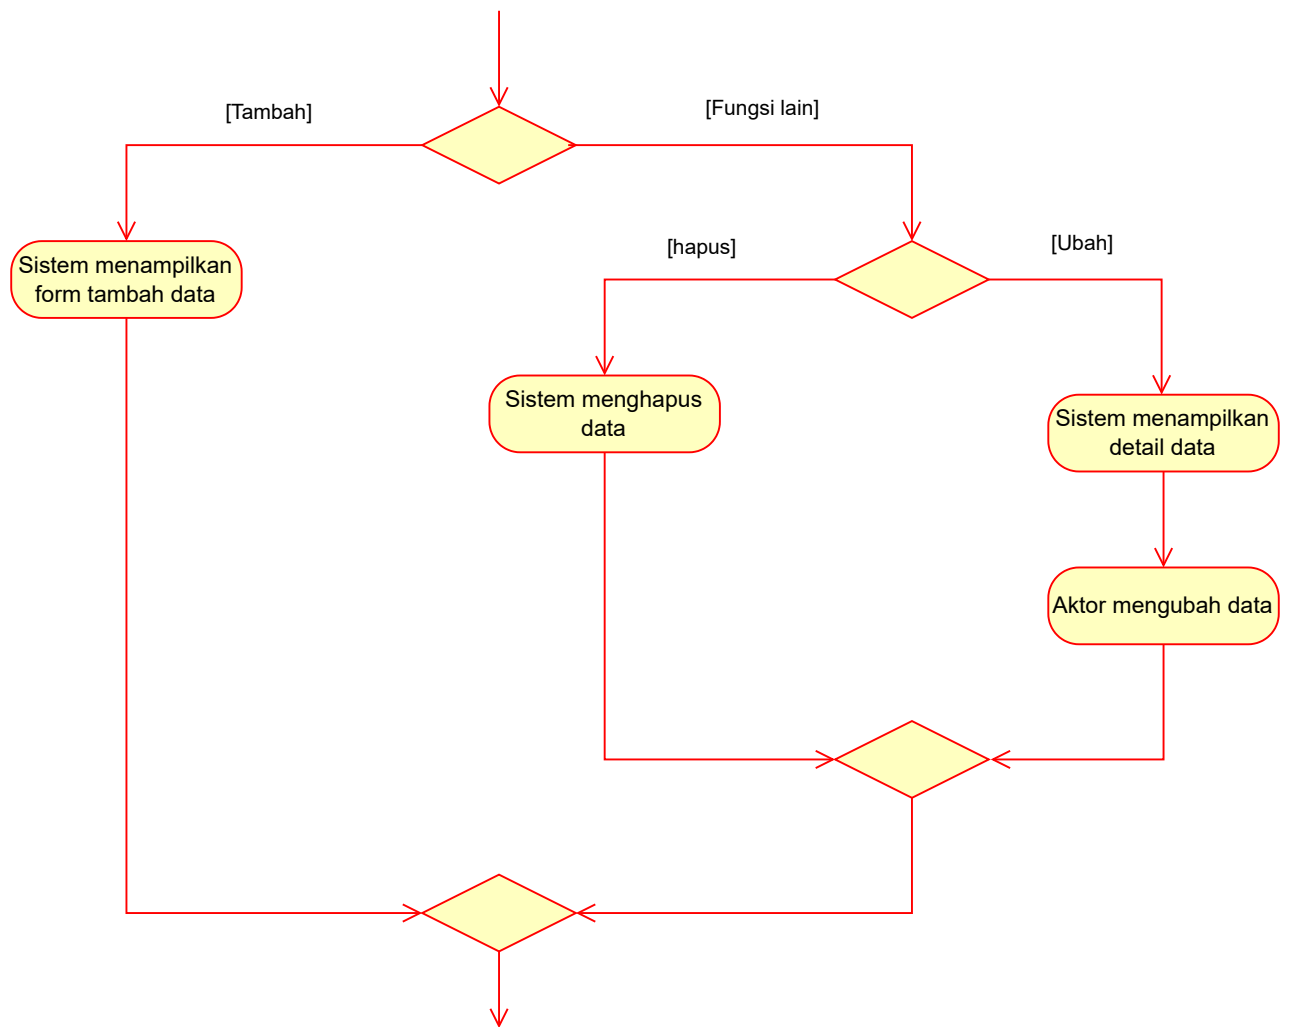 [Tambah]
[Fungsi lain]
[hapus]
[Ubah]
Sistem menampilkan
form tambah data
Sistem menghapus
data
Sistem menampilkan
detail data
Aktor mengubah data